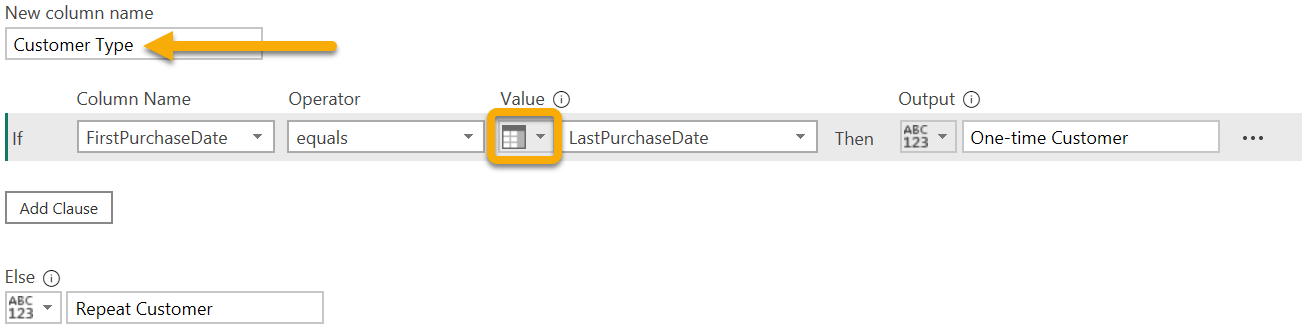 New column name
Customer Type
Column Name Operator Value Output
If FirstPurchaseDate equals LastPurchaseDate Then ABC 123 One-time Customer ...
Add Clause
Else
ABC 123 Repeat Customer